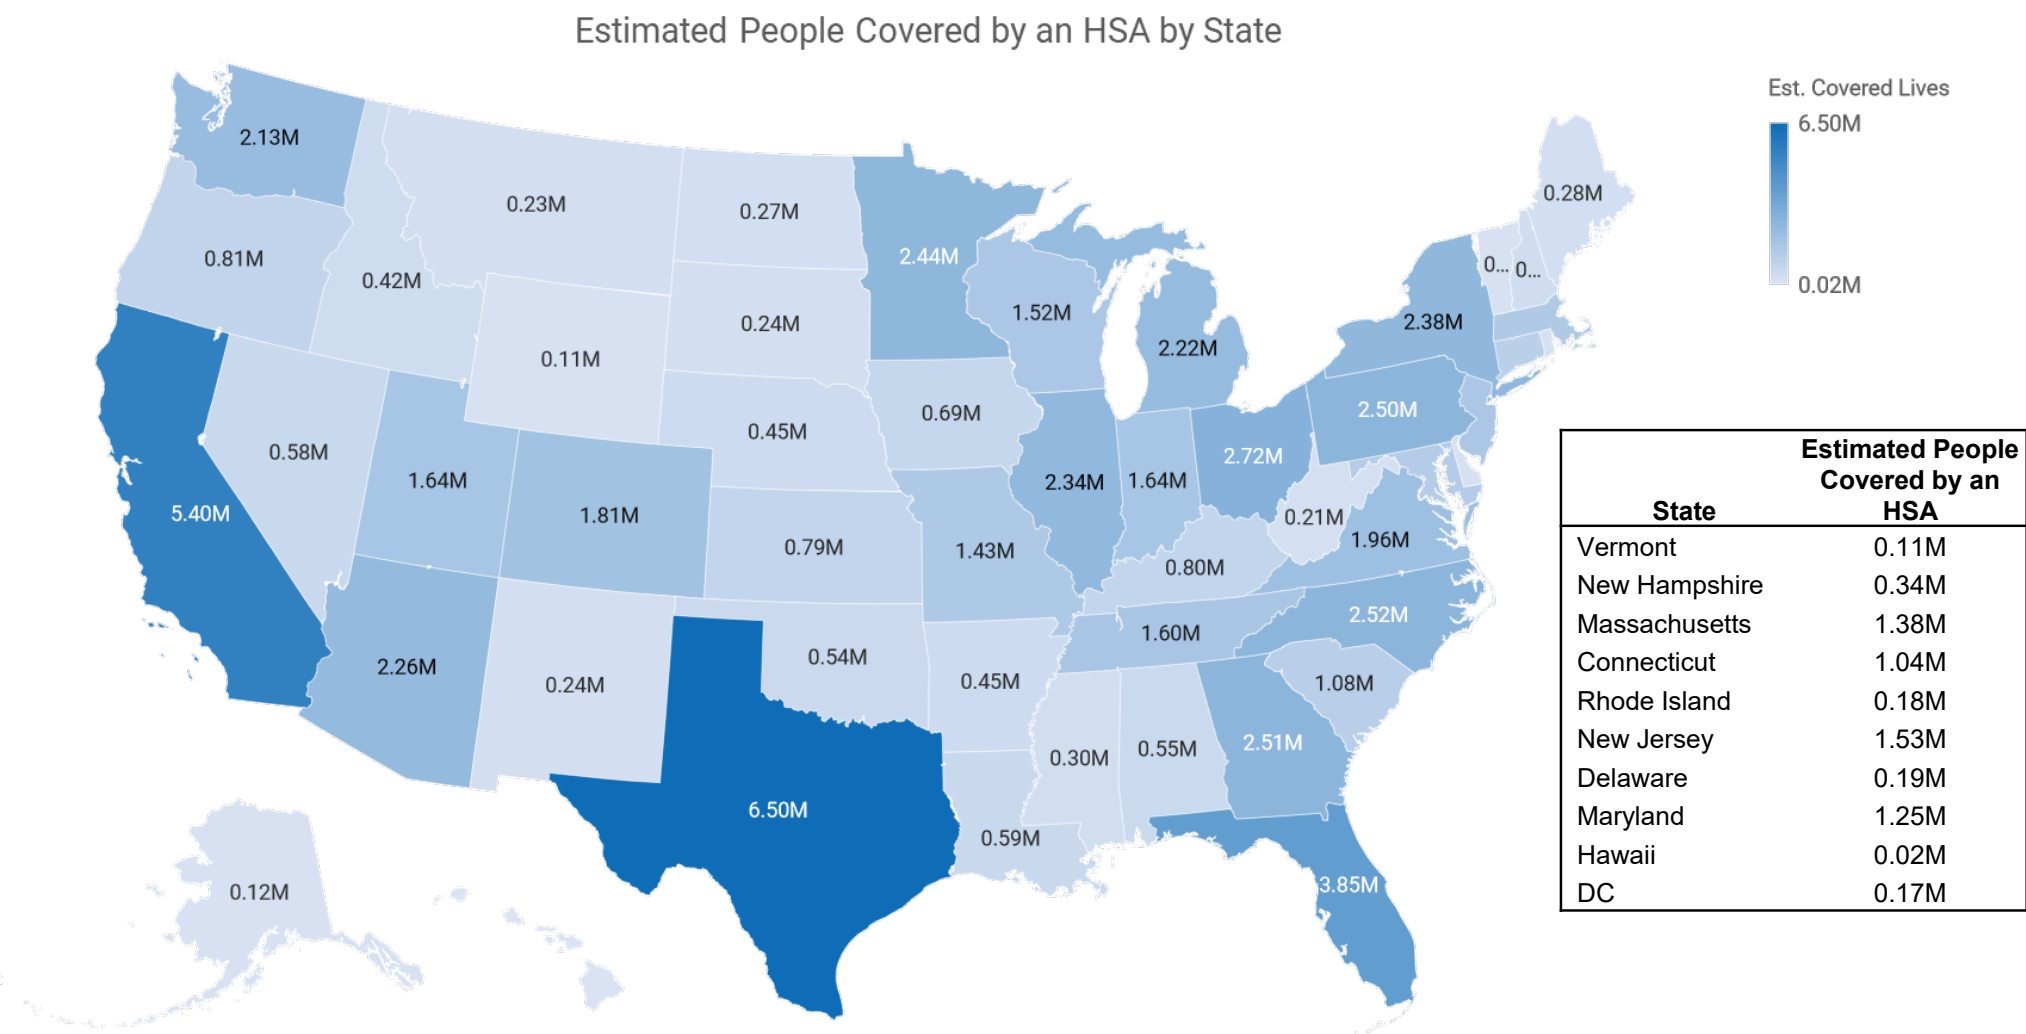 Estimated People Covered by an HSA by State
Est. Covered Lives
6.50M
0.02M
2.13M
0.81M
0.42M
0.23M
0.27M
2.44M
0.28M
0...
0...
0.24M
1.52M
2.38M
2.22M
0.11M
0.69M
2.50M
0.45M
0.58M
1.64M
2.72M
2.34M
1.64M
5.40M
1.81M
0.21M
1.96M
0.79M
1.43M
0.80M
2.52M
1.60M
0.54M
2.26M
0.24M
0.45M
1.08M
2.51M
0.55M
0.30M
6.50M
0.59M
3.85M
0.12M
Estimated People
Covered by an
State HSA
Vermont 0.11M
New Hampshire 0.34M
Massachusetts 1.38M
Connecticut 1.04M
Rhode Island 0.18M
New Jersey 1.53M
Delaware 0.19M
Maryland 1.25M
Hawaii 0.02M
DC 0.17M